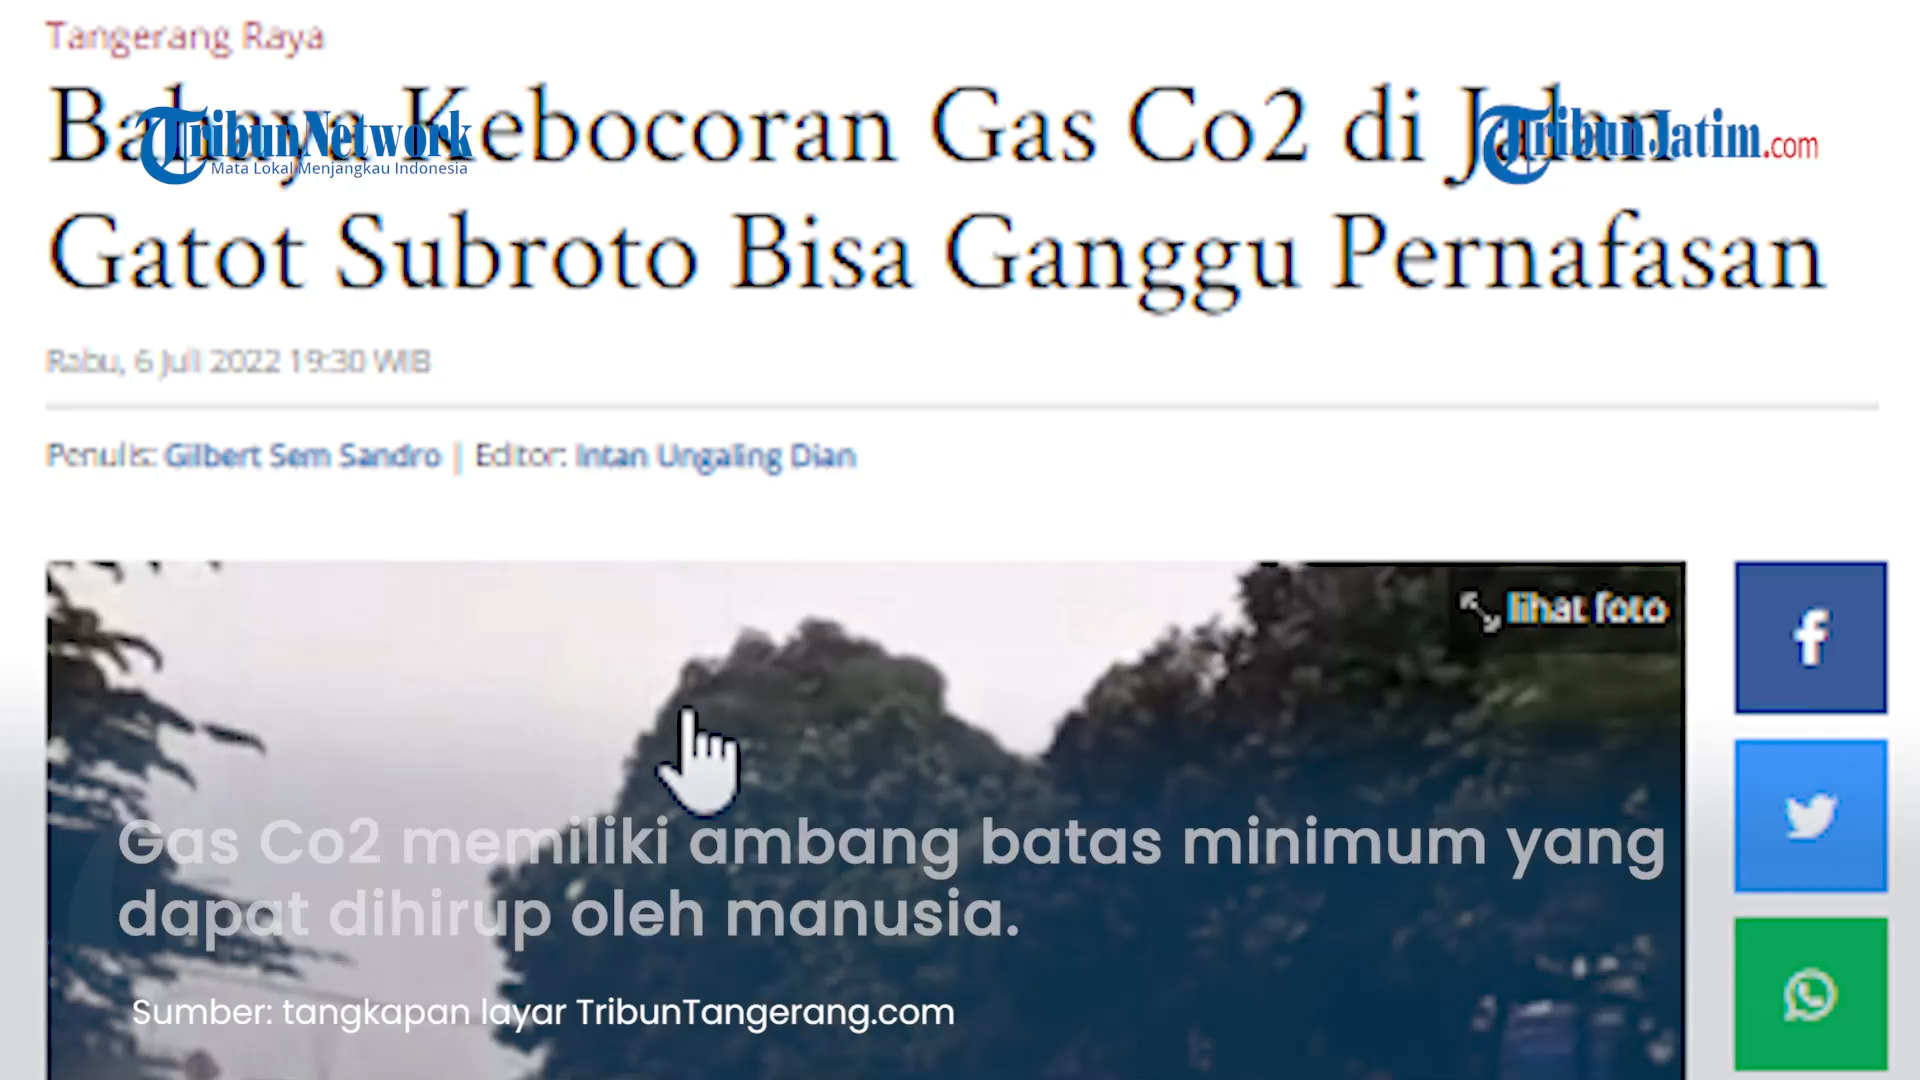 Tangerang Raya
Bahaya Kebocoran Gas Co2 di Jalan
TribunNetwork
Mata Lokal Menjangkau Indonesia
TribunJatim.com
Gatot Subroto Bisa Ganggu Pernafasan
Rabu, 6 Juli 2022 19:30 WIB
Penulis: Gilbert Sem Sandro | Editor: Intan Ungaling Dian
lihat foto
Gas Co2 memiliki ambang batas minimum yang
dapat dihirup oleh manusia.
Sumber: tangkapan layar TribunTangerang.com